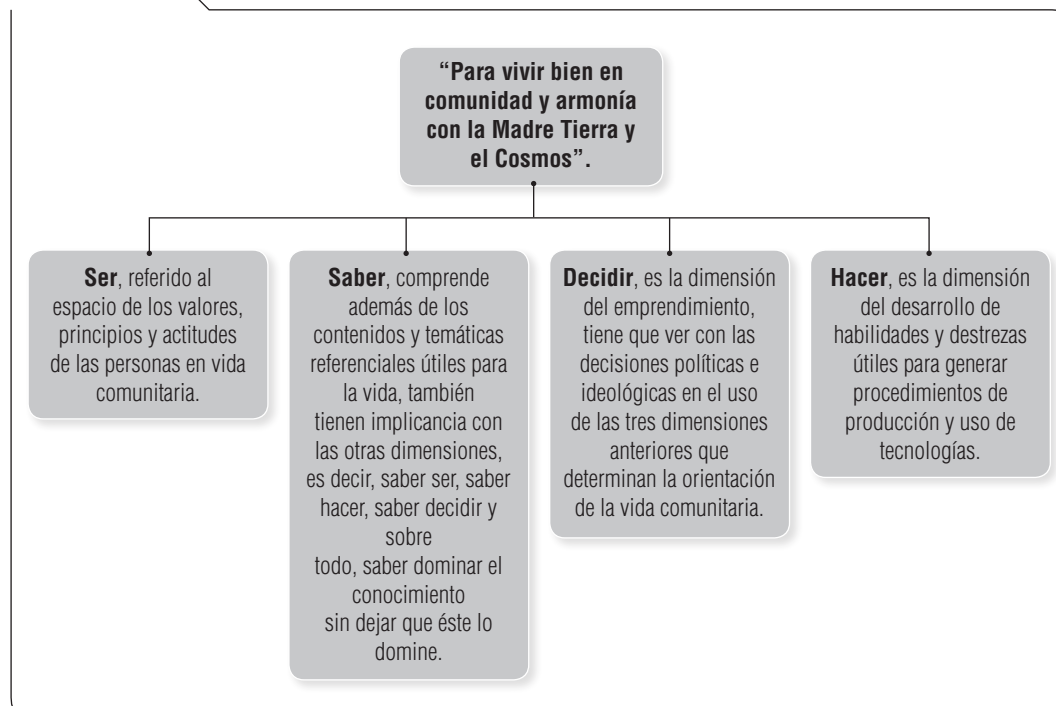 “Para vivir bien en
comunidad y armonía
con la Madre Tierra y
el Cosmos”.
Ser, referido al
espacio de los valores,
principios y actitudes
de las personas en vida
comunitaria.
Saber, comprende
además de los
contenidos y temáticas
referenciales útiles para
la vida, también
tienen implicancia con
las otras dimensiones,
es decir, saber ser, saber
hacer, saber decidir y
sobre
todo, saber dominar el
conocimiento
sin dejar que éste lo
domine.
Decidir, es la dimensión
del emprendimiento,
tiene que ver con las
decisiones políticas e
ideológicas en el uso
de las tres dimensiones
anteriores que
determinan la orientación
de la vida comunitaria.
Hacer, es la dimensión
del desarrollo de
habilidades y destrezas
útiles para generar
procedimientos de
producción y uso de
tecnologías.